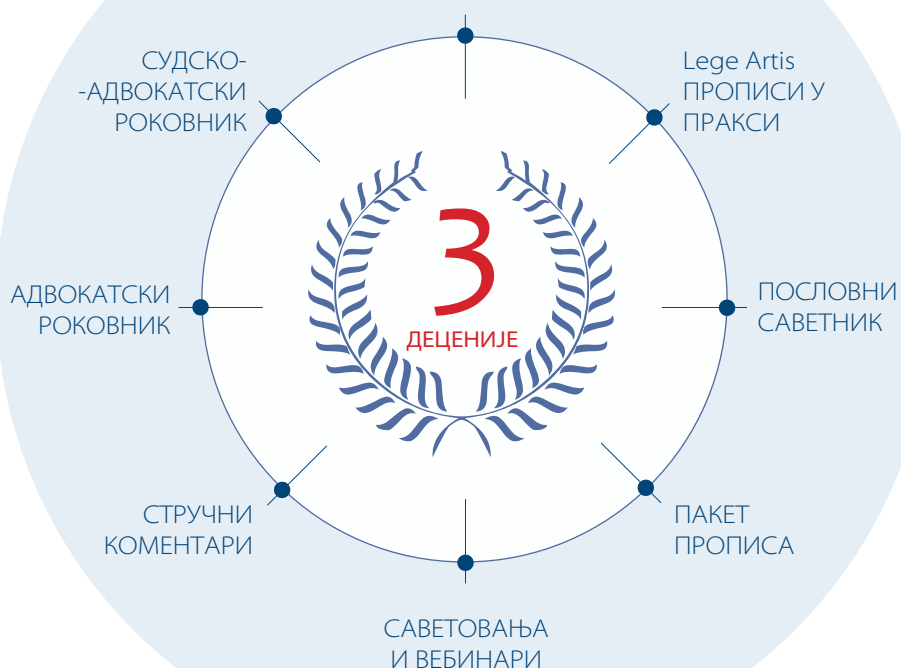 СУДСКО-
-АДВОКАТСКИ
РОКОВНИК
Lege Artis
ПРОПИСИ У
ПРАКСИ
3
ДЕЦЕНИЈЕ
АДВОКАТСКИ
РОКОВНИК
ПОСЛОВНИ
САВЕТНИК
СТРУЧНИ
КОМЕНТАРИ
ПАКЕТ
ПРОПИСА
САВЕТОВАЊА
И ВЕБИНАРИ